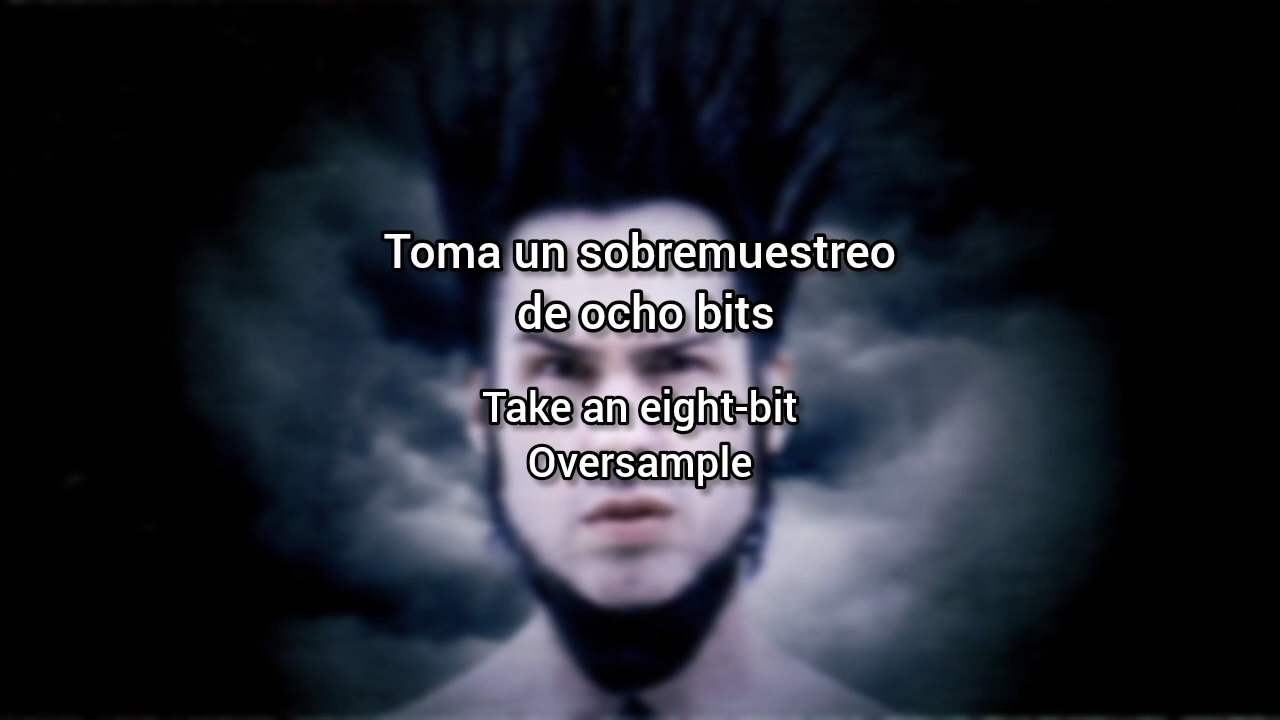 Toma un sobremuestreo
de ocho bits
Take an eight-bit
Oversample